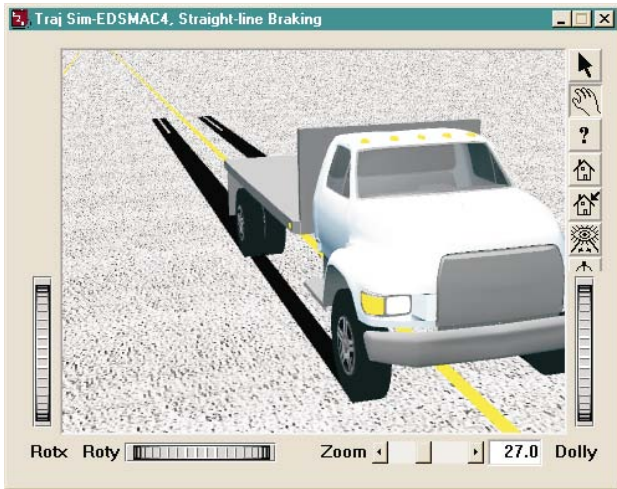 Traj Sim-EDSMAC4, Straight-line Braking
?
Rotx Roty Zoom 27.0 Dolly